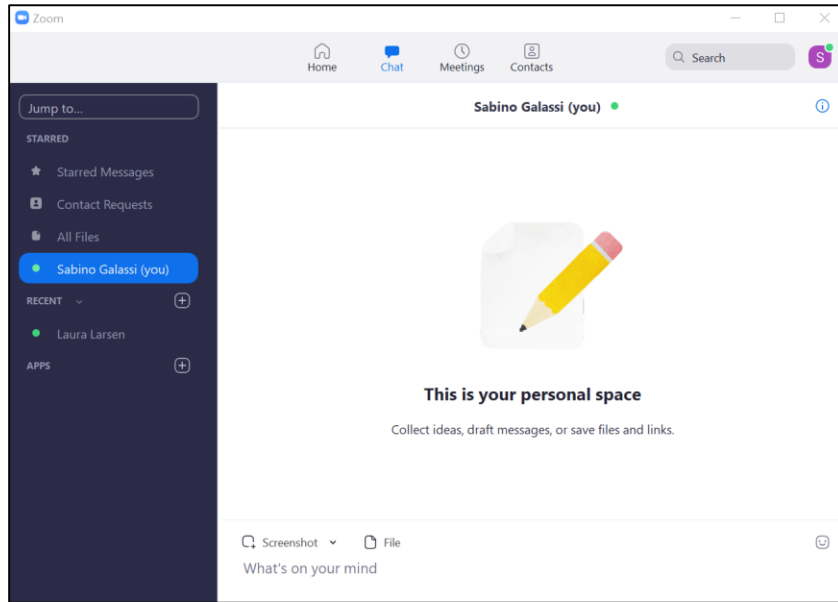 Zoom
Home Chat Meetings Contacts
Search
S
Jump to...
STARRED
Starred Messages
Contact Requests
All Files
Sabino Galassi (you)
RECENT
Laura Larsen
APPS
Sabino Galassi (you)
This is your personal space
Collect ideas, draft messages, or save files and links.
Screenshot File
What's on your mind